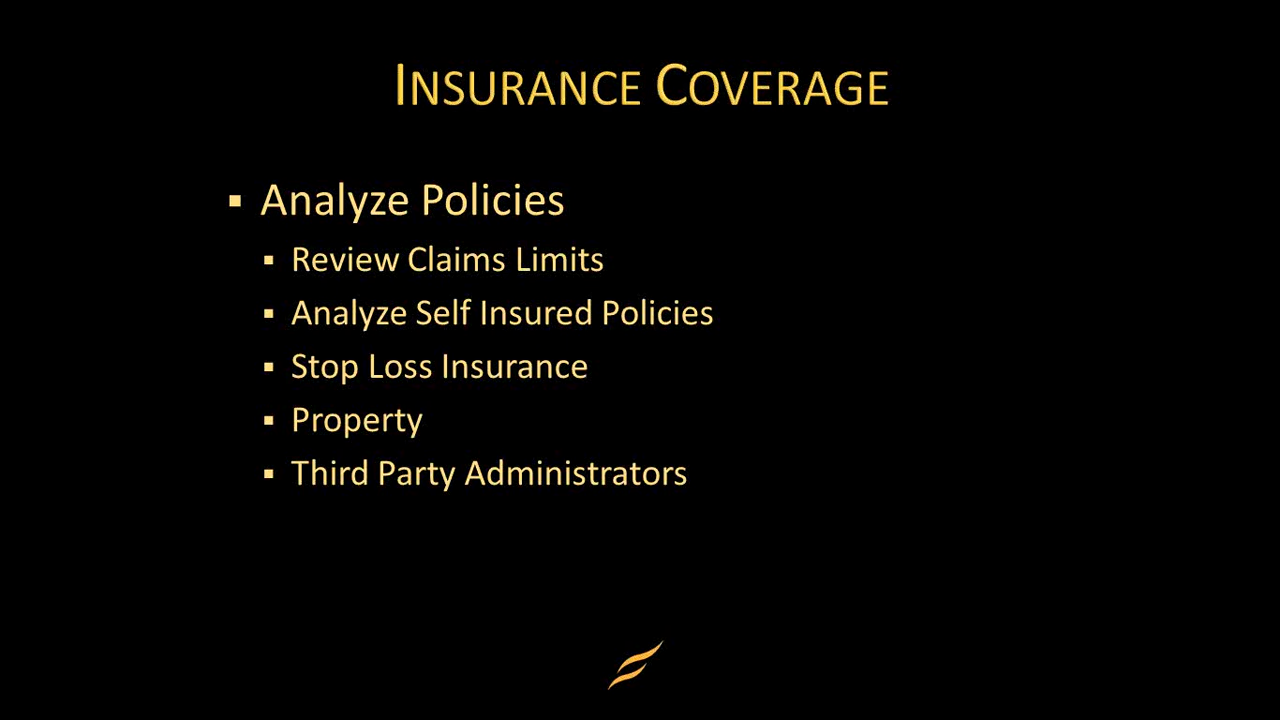 INSURANCE COVERAGE
▪ Analyze Policies
▪ Review Claims Limits
▪ Analyze Self Insured Policies
▪ Stop Loss Insurance
▪ Property
▪ Third Party Administrators